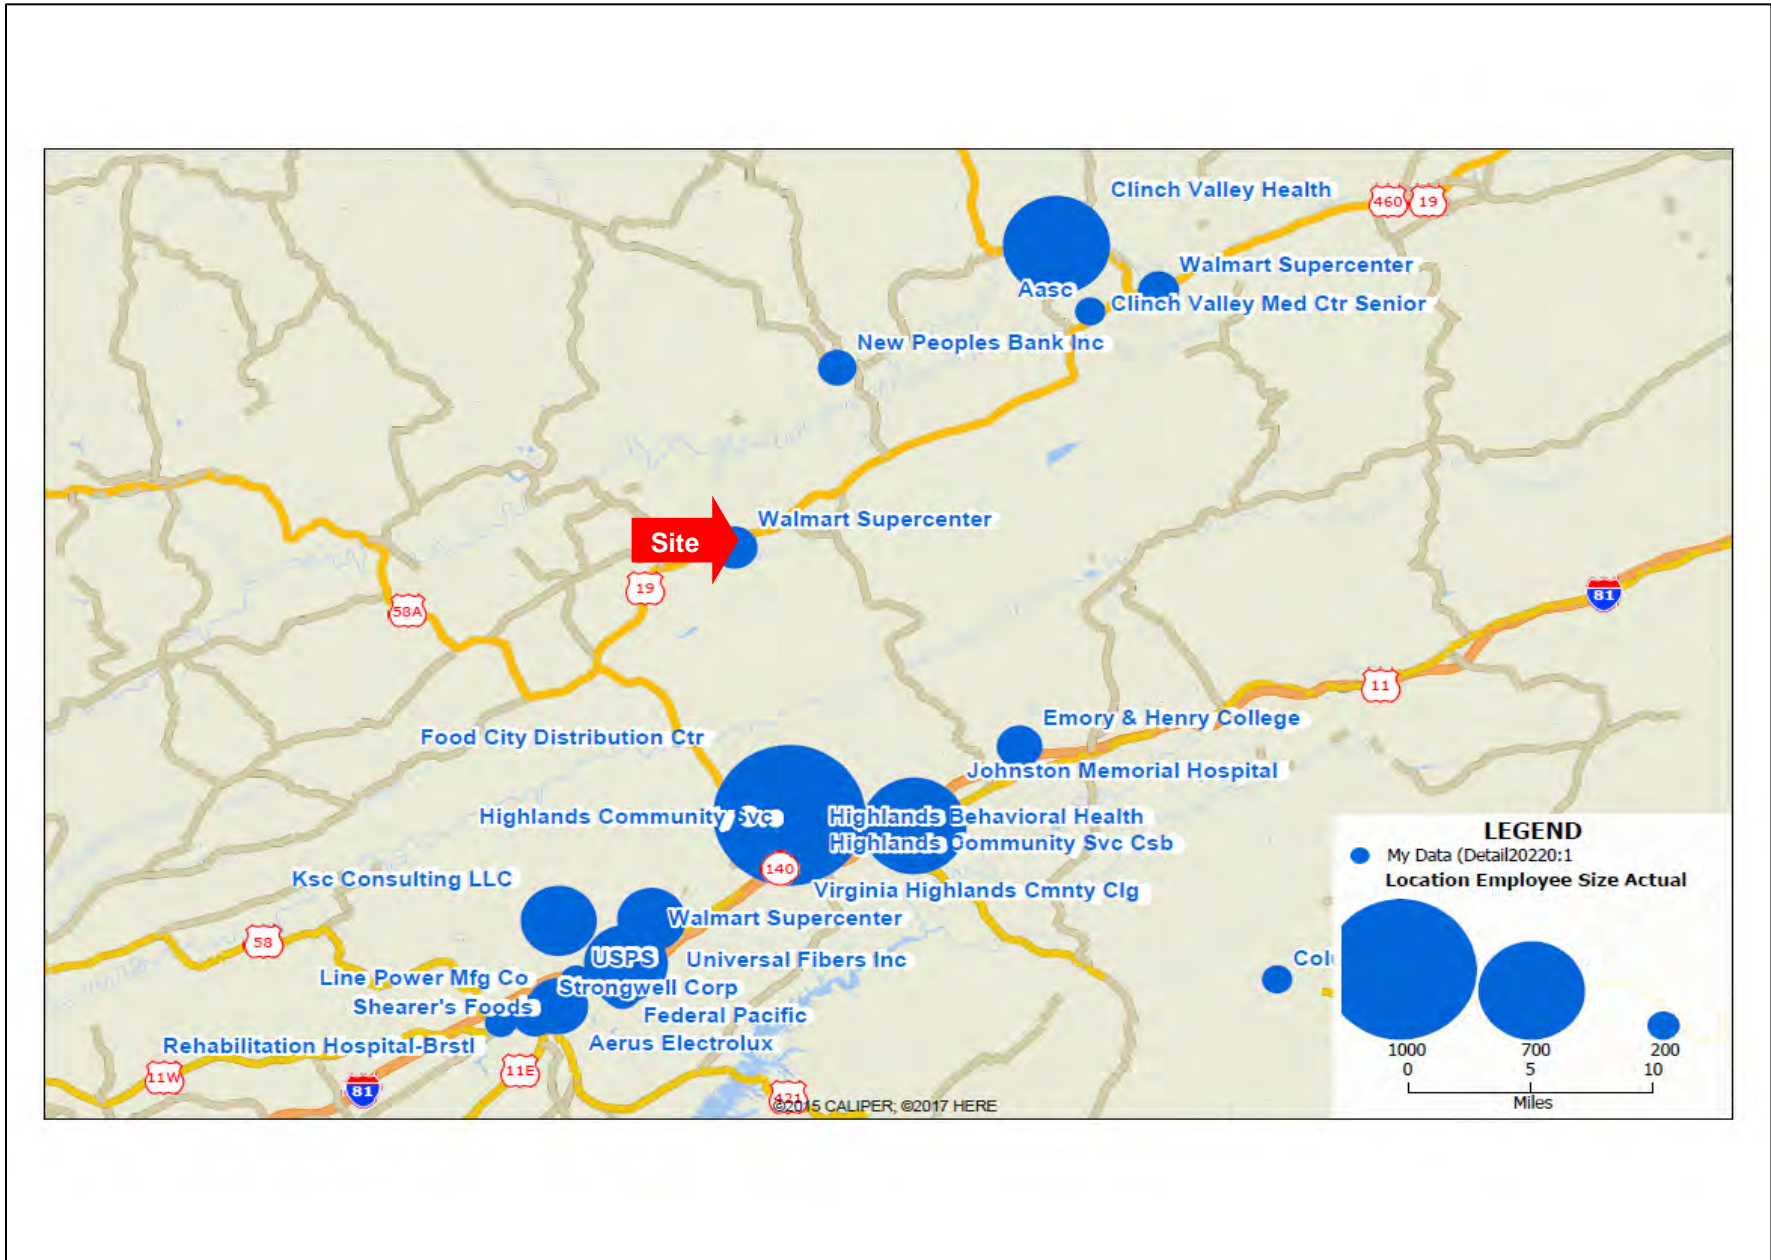 Clinch Valley Health
460
19
Walmart Supercenter
Aasc
Clinch Valley Med Ctr Senior
New Peoples Bank Inc
Walmart Supercenter
Site
19
58A
81
11
Emory & Henry College
Food City Distribution Ctr
Johnston Memorial Hospital
Highlands Community Svc
Highlands Behavioral Health
Highlands Community Svc Csb
140
Ksc Consulting LLC
Virginia Highlands Cmnty Clg
Walmart Supercenter
58
USPS
Universal Fibers Inc
Line Power Mfg Co
Strongwell Corp
Shearer's Foods
Federal Pacific
Rehabilitation Hospital-Brstl
Aerus Electrolux
11W
11E
81
421
©2015 CALIPER; ©2017 HERE
LEGEND
My Data (Detail20220:1
Location Employee Size Actual
1000 700 200
0 5 10
Miles